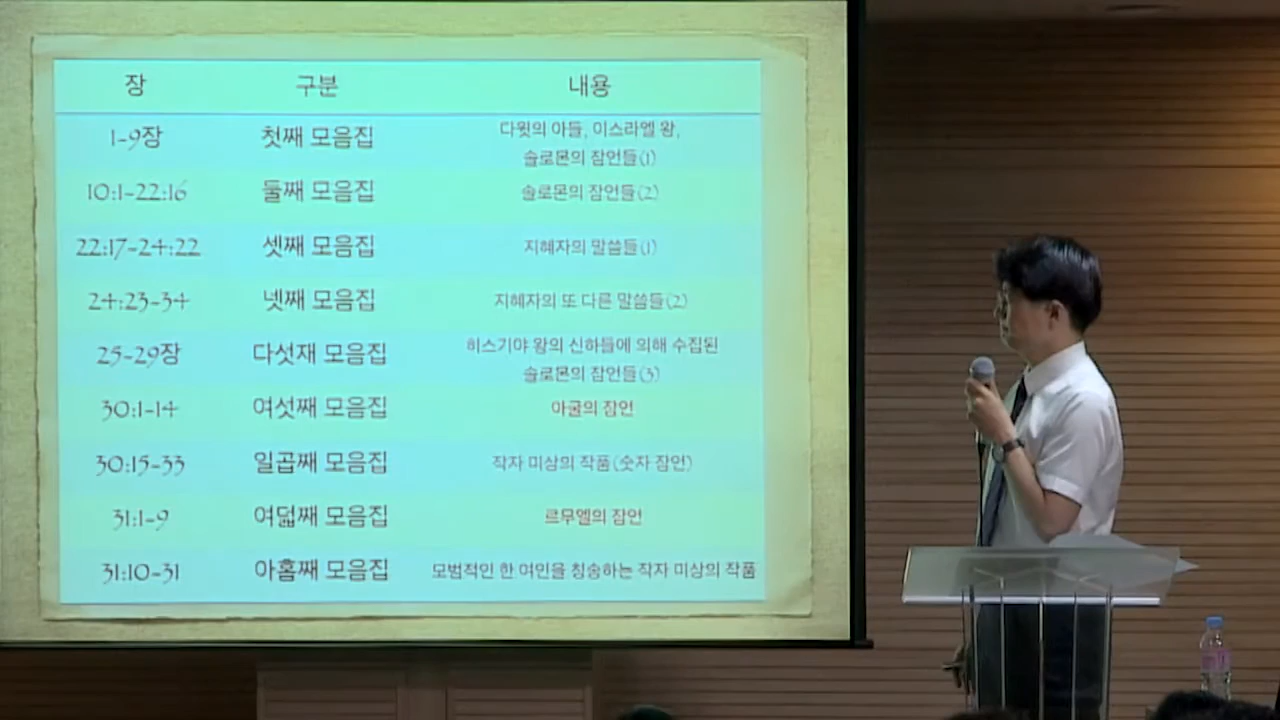 장 구분 내용
1-9장 첫째 모음집 다윗의 아들, 이스라엘 왕,
솔로몬의 잠언들(1)
10:1-22:16 둘째 모음집 솔로몬의 잠언들(2)
22:17-24:22 셋째 모음집 지혜자의 말씀들(1)
24:23-34 넷째 모음집 지혜자의 또 다른 말씀들(2)
25-29장 다섯재 모음집 히스기야 왕의 신하들에 의해 수집된
솔로몬의 잠언들(3)
30:1-14 여섯째 모음집 아굴의 잠언
30:15-33 일곱째 모음집 작자 미상의 작품(숫자 잠언)
31:1-9 여덟째 모음집 르무엘의 잠언
31:10-31 아홉째 모음집 모범적인 한 여인을 칭송하는 작자 미상의 작품